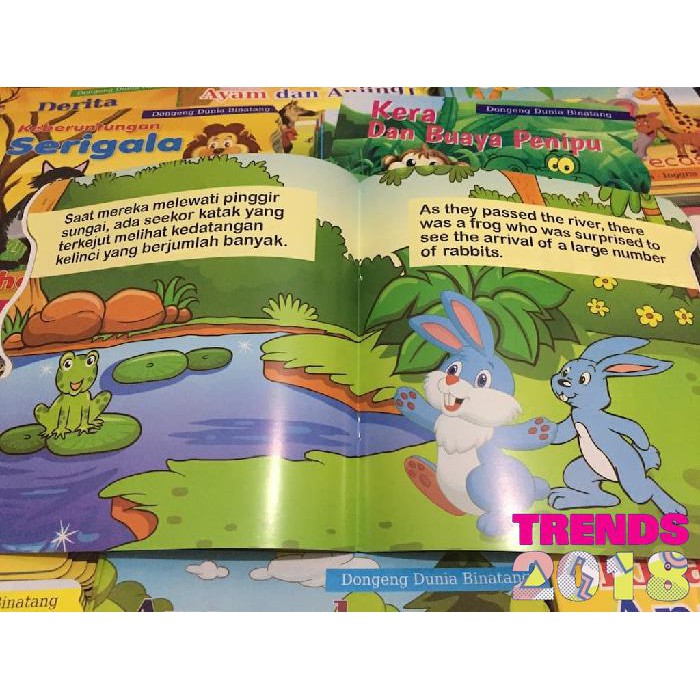 Dongeng Dunia
Derita
Ayam dan Anjing
Dongeng Dunia Binatang
Keberuntungan
Serigala
Kera
Dan Buaya Penipu
Dongeng Dunia Binatang
Saat mereka melewati pinggir
sungai, ada seekor katak yang
terkejut melihat kedatangan
kelinci yang berjumlah banyak.
As they passed the river, there
was a frog who was surprised to
see the arrival of a large number
of rabbits.
TRENDS
2018
Dongeng Dunia Binatang
Binatang